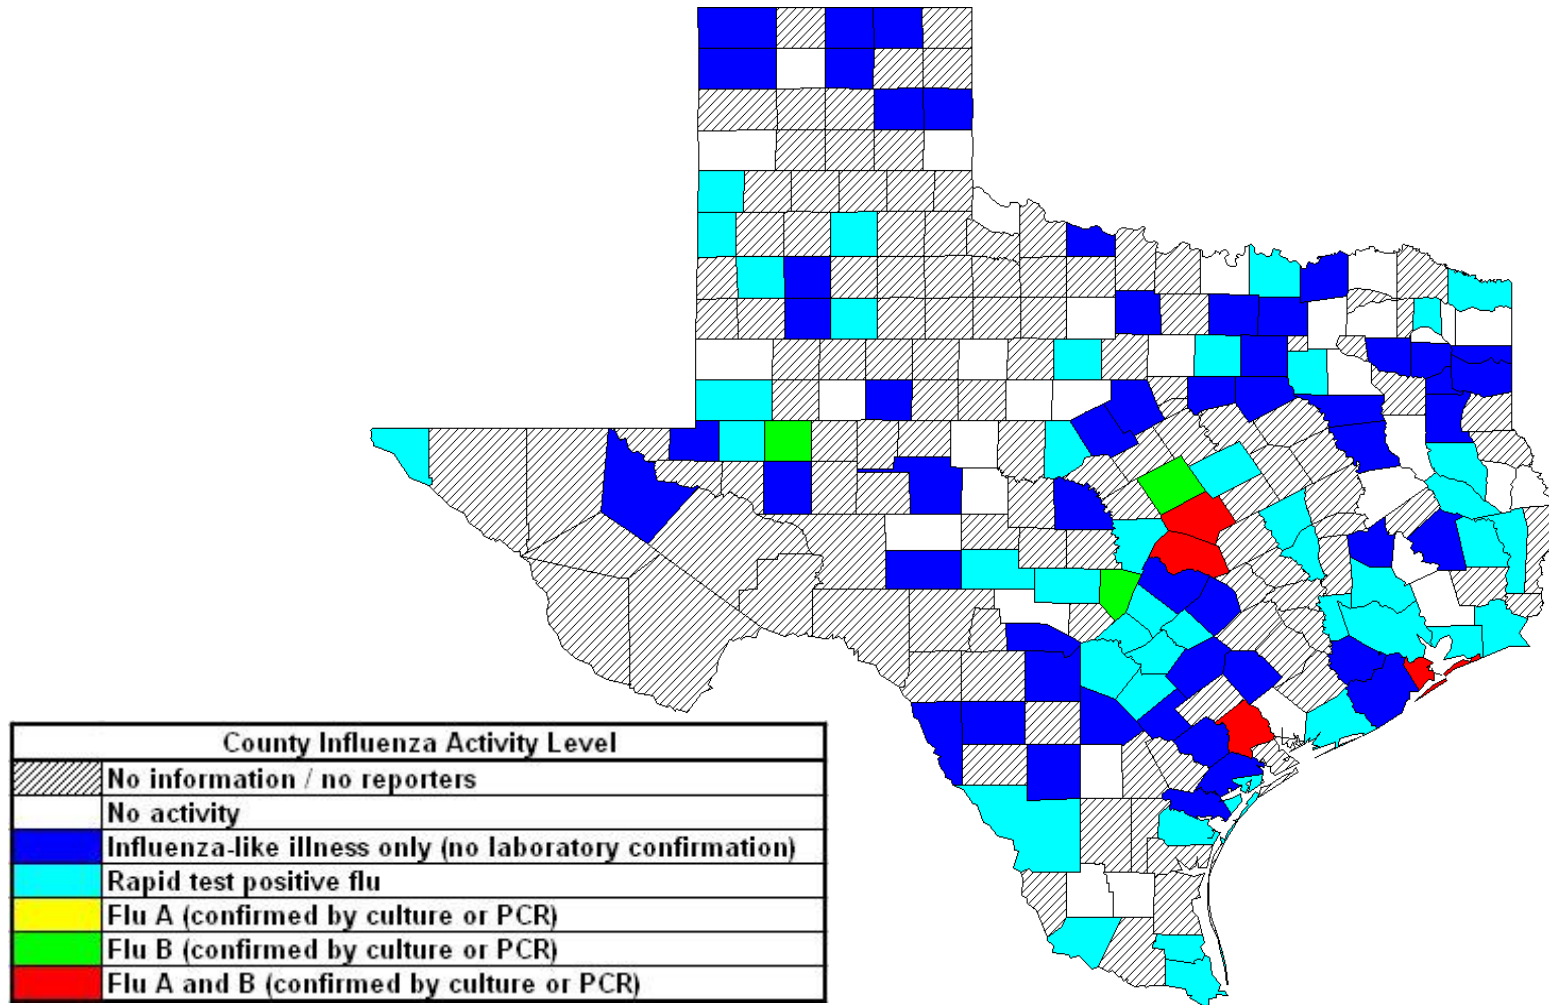 County Influenza Activity Level
No information / no reporters
No activity
Influenza-like illness only (no laboratory confirmation)
Rapid test positive flu
Flu A (confirmed by culture or PCR)
Flu B (confirmed by culture or PCR)
Flu A and B (confirmed by culture or PCR)